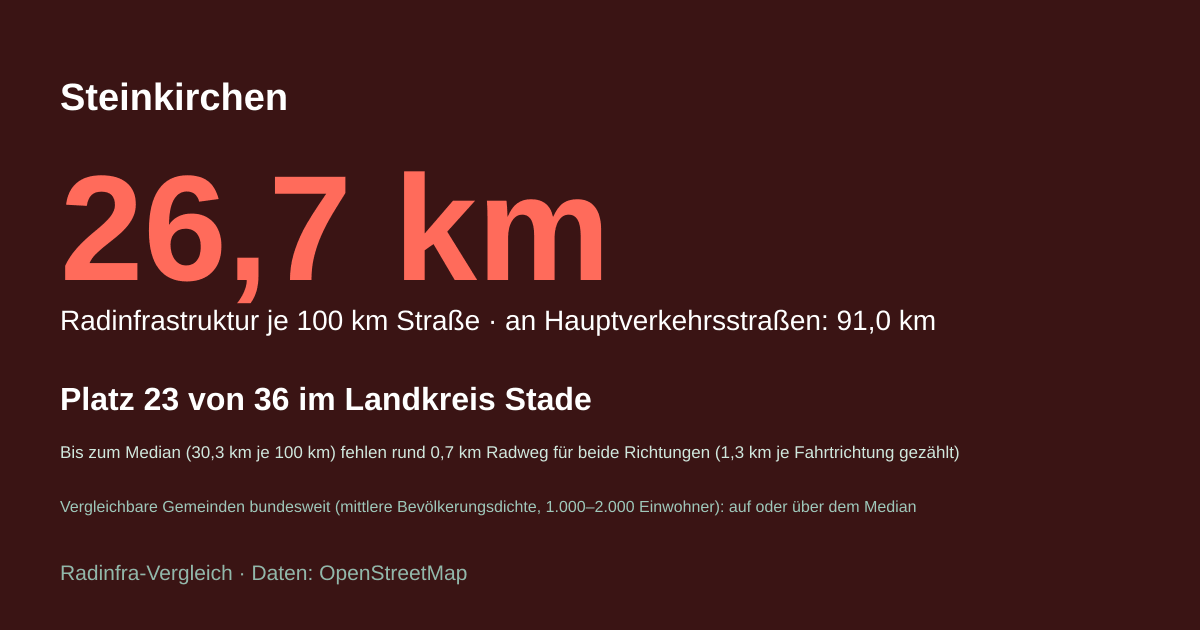 Steinkirchen
26,7 km
Radinfrastruktur je 100 km Straße · an Hauptverkehrsstraßen: 91,0 km
Platz 23 von 36 im Landkreis Stade
Bis zum Median (30,3 km je 100 km) fehlen rund 0,7 km Radweg für beide Richtungen (1,3 km je Fahrtrichtung gezählt)
Vergleichbare Gemeinden bundesweit (mittlere Bevölkerungsdichte, 1.000–2.000 Einwohner): auf oder über dem Median
Radinfra-Vergleich · Daten: OpenStreetMap